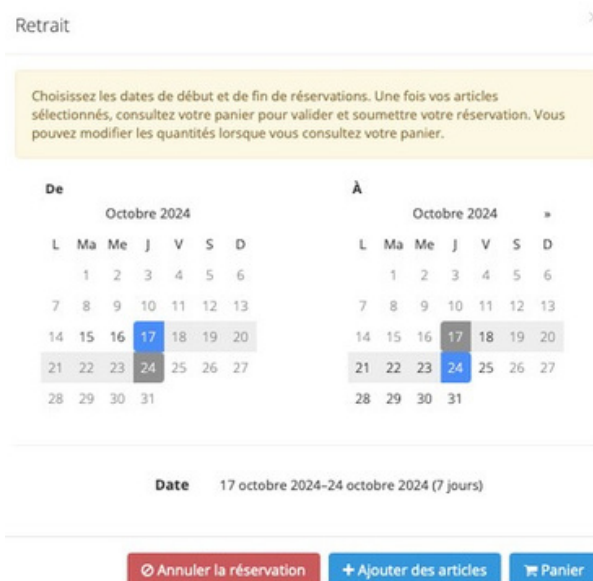 Retrait
Choisissez les dates de début et de fin de réservations. Une fois vos articles
sélectionnés, consultez votre panier pour valider et soumettre votre réservation. Vous
pouvez modifier les quantités lorsque vous consultez votre panier.
De
Octobre 2024
L Ma Me J V S D
1 2 3 4 5 6
7 8 9 10 11 12 13
14 15 16 17 18 19 20
21 22 23 24 25 26 27
28 29 30 31
À
Octobre 2024 »
L Ma Me J V S D
1 2 3 4 5 6
7 8 9 10 11 12 13
14 15 16 17 18 19 20
21 22 23 24 25 26 27
28 29 30 31
Date 17 octobre 2024–24 octobre 2024 (7 jours)
Annuler la réservation + Ajouter des articles Panier